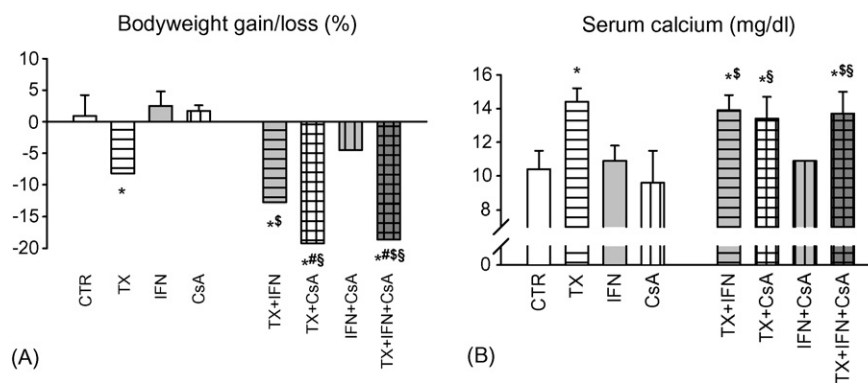 Bodyweight gain/loss (%)
10
5
0
-5
-10
-15
-20
*
*$
*#§
*#$§
CTR
TX
IFN
CsA
TX+IFN
TX+CsA
IFN+CsA
TX+IFN+CsA
(A)
Serum calcium (mg/dl)
16
14
12
10
8
0
*
*$
*§
*$§
CTR
TX
IFN
CsA
TX+IFN
TX+CsA
IFN+CsA
TX+IFN+CsA
(B)